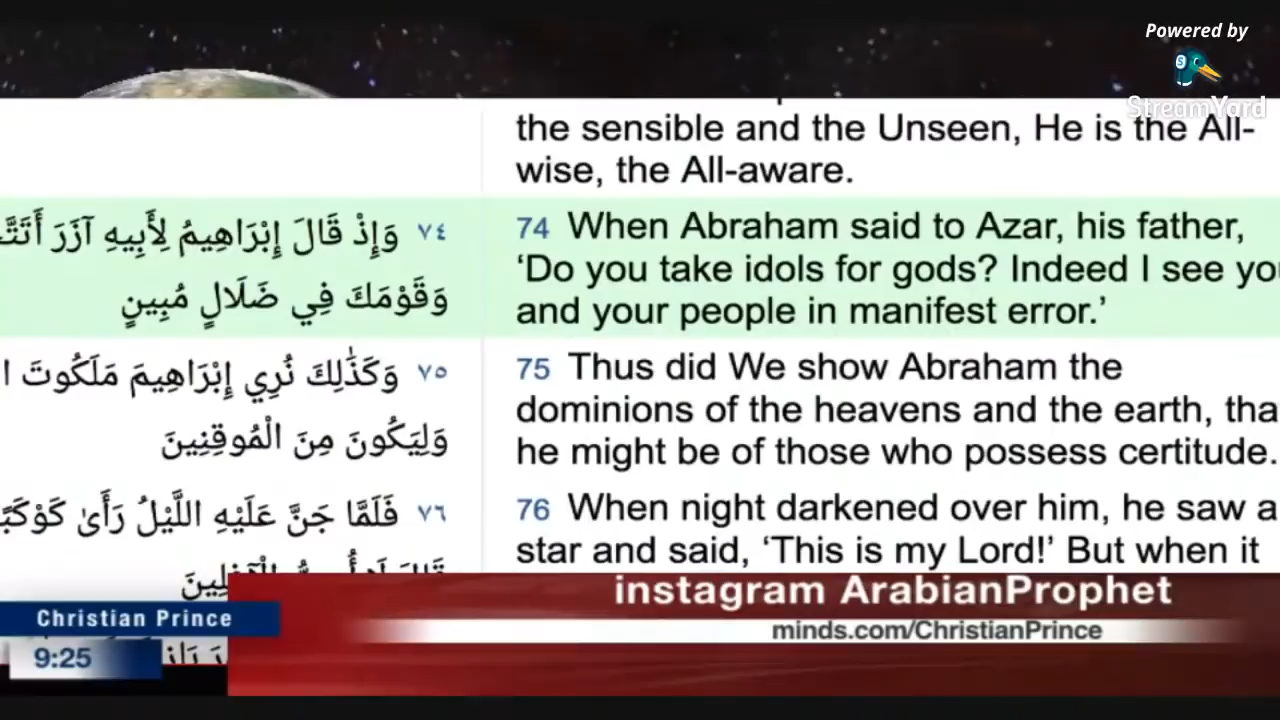 Powered by
StreamYard
the sensible and the Unseen, He is the All-
wise, the All-aware.
٧٤ وَإِذْ قَالَ إِبْرَاهِيمُ لِأَبِيهِ آزَرَ
وَقَوْمَكَ فِي ضَلَالٍ مُبِينٍ
74 When Abraham said to Azar, his father,
‘Do you take idols for gods? Indeed I see
and your people in manifest error.’
٧٥ وَكَذَٰلِكَ نُرِي إِبْرَاهِيمَ مَلَكُوتَ
وَلِيَكُونَ مِنَ الْمُوقِنِينَ
75 Thus did We show Abraham the
dominions of the heavens and the earth,
he might be of those who possess certitude.
٧٦ فَلَمَّا جَنَّ عَلَيْهِ اللَّيْلُ رَأَىٰ
76 When night darkened over him, he saw a
star and said, ‘This is my Lord!’ But when it
instagram ArabianProphet
minds.com/ChristianPrince
Christian Prince
9:25